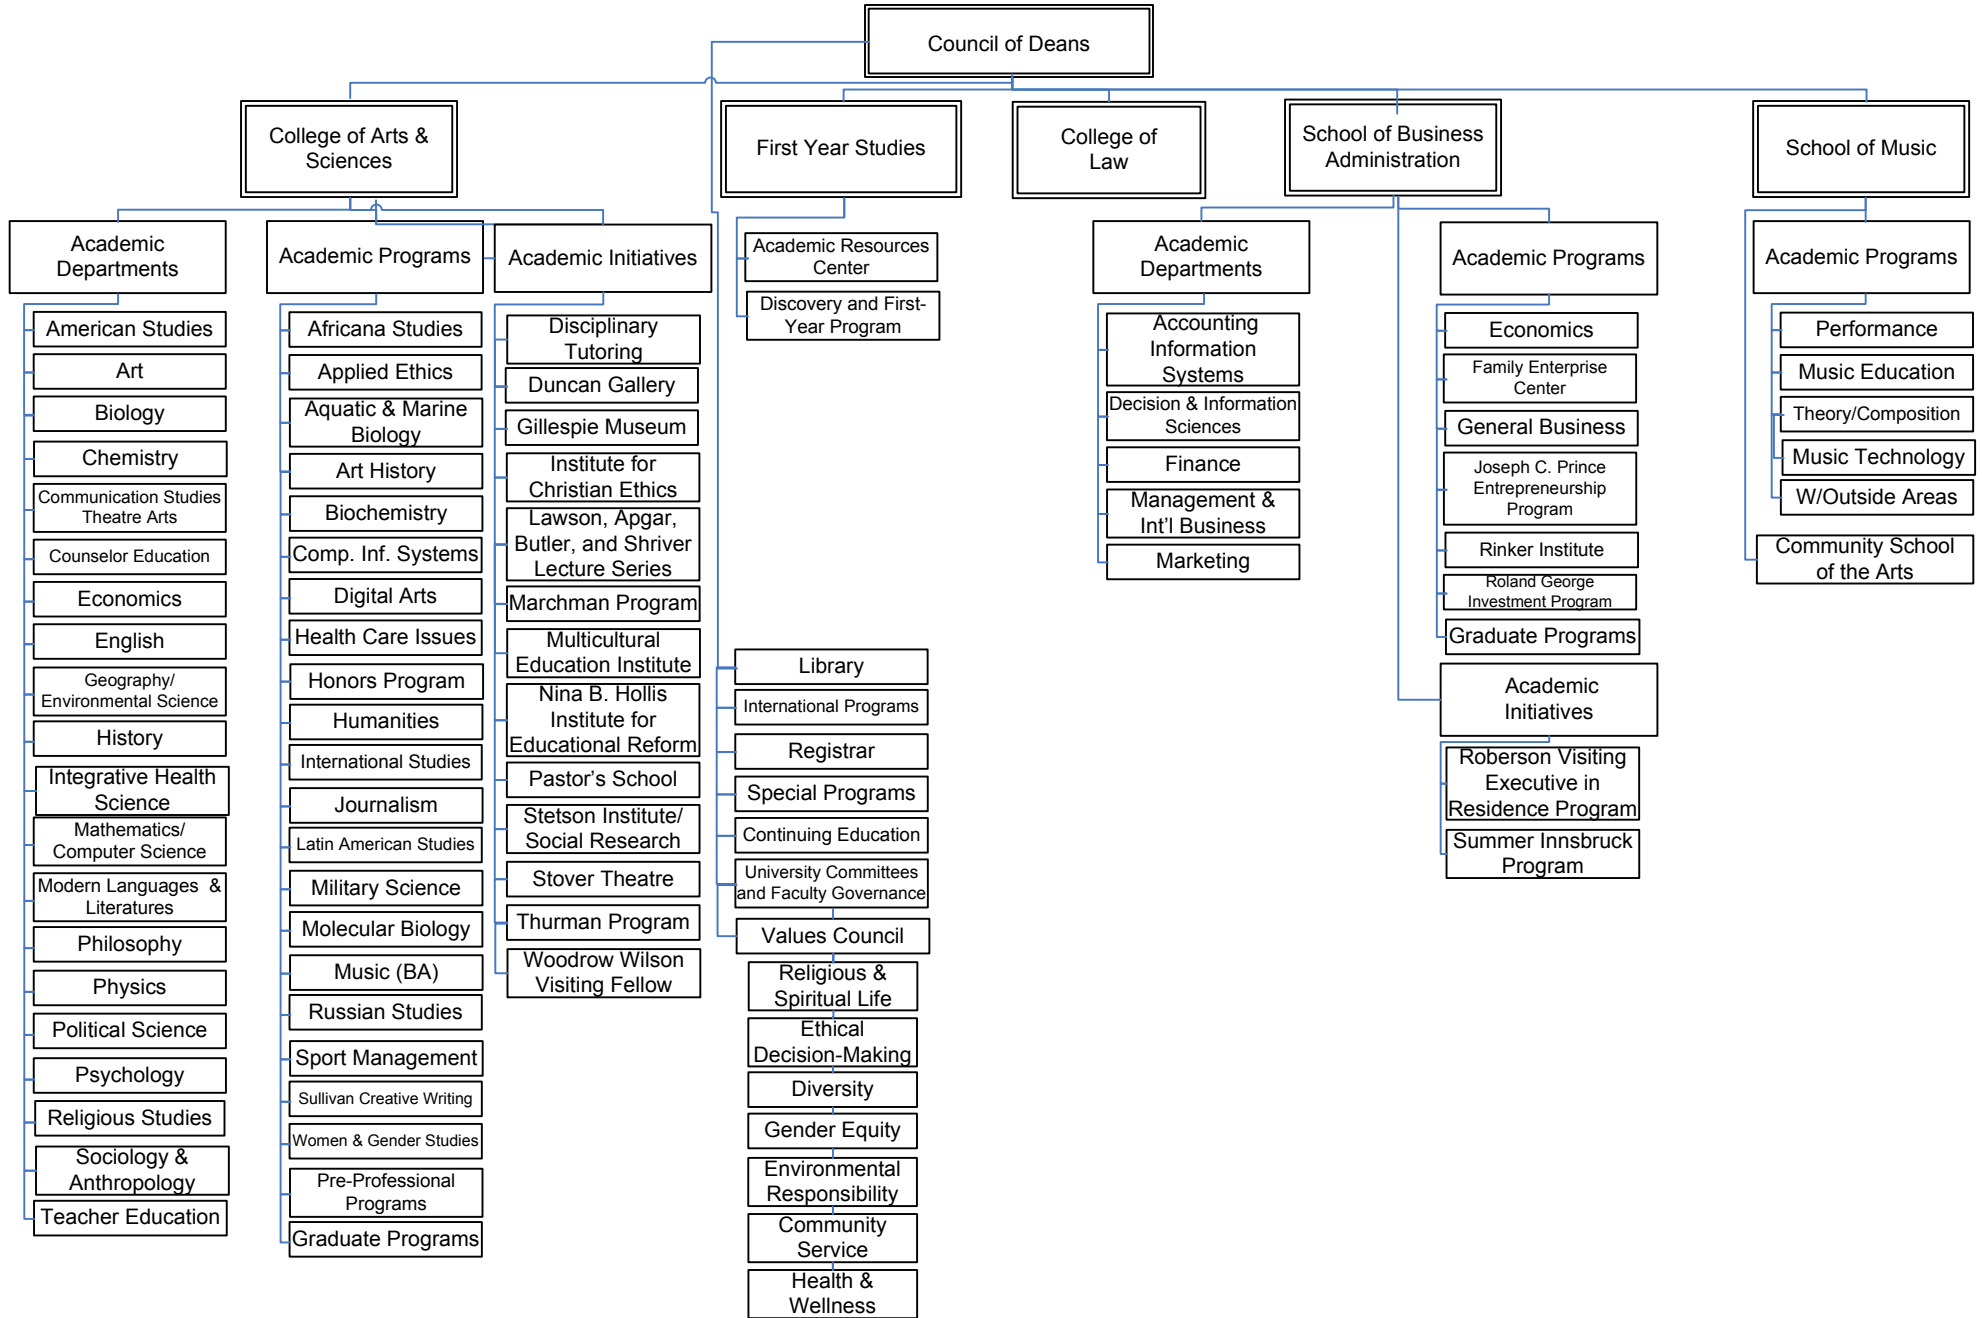 Council of Deans
College of Arts &
Sciences
First Year Studies
College of
Law
School of Business
Administration
School of Music
Academic
Departments
American Studies
Art
Biology
Chemistry
Communication Studies
Theatre Arts
Counselor Education
Economics
English
Geography/
Environmental Science
History
Integrative Health
Science
Mathematics/
Computer Science
Modern Languages  &
Literatures
Philosophy
Physics
Political Science
Psychology
Religious Studies
Sociology &
Anthropology
Teacher Education
Academic Programs
Africana Studies
Applied Ethics
Aquatic & Marine
Biology
Art History
Biochemistry
Comp. Inf. Systems
Digital Arts
Health Care Issues
Honors Program
Humanities
International Studies
Journalism
Latin American Studies
Military Science
Molecular Biology
Music (BA)
Russian Studies
Sport Management
Sullivan Creative Writing
Women & Gender Studies
Pre-Professional
Programs
Graduate Programs
Academic Initiatives
Disciplinary
Tutoring
Duncan Gallery
Gillespie Museum
Institute for
Christian Ethics
Lawson, Apgar,
Butler, and Shriver
Lecture Series
Marchman Program
Multicultural
Education Institute
Nina B. Hollis
Institute for
Educational Reform
Pastor's School
Stetson Institute/
Social Research
Stover Theatre
Thurman Program
Woodrow Wilson
Visiting Fellow
Academic Resources
Center
Discovery and First-
Year Program
Library
International Programs
Registrar
Special Programs
Continuing Education
University Committees
and Faculty Governance
Values Council
Religious &
Spiritual Life
Ethical
Decision-Making
Diversity
Gender Equity
Environmental
Responsibility
Community
Service
Health &
Wellness
Academic
Departments
Accounting
Information
Systems
Decision & Information
Sciences
Finance
Management &
Int'l Business
Marketing
Academic Programs
Economics
Family Enterprise
Center
General Business
Joseph C. Prince
Entrepreneurship
Program
Rinker Institute
Roland George
Investment Program
Graduate Programs
Academic
Initiatives
Roberson Visiting
Executive in
Residence Program
Summer Innsbruck
Program
Academic Programs
Performance
Music Education
Theory/Composition
Music Technology
W/Outside Areas
Community School
of the Arts